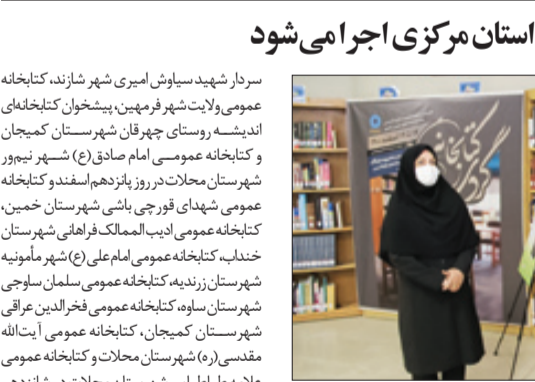 استان مرکزی اجرا می‌شود
سردار شهید سیاوش امیری شهر شازند، کتابخانه
عمومی ولایت شهر فرمهین، پیشخوان کتابخانه‌ای
اندیشه روستای چهرقان شهرستان کمیجان
و کتابخانه عمومی امام صادق(ع) شهر نیم‌ور
شهرستان محلات در روز پانزدهم اسفند و کتابخانه
عمومی شهدای قورچی باشی شهرستان خمین،
کتابخانه عمومی ادیب الممالک فراهانی شهرستان
خنداب، کتابخانه عمومی امام علی(ع) شهر مأمونیه
شهرستان زرندیه، کتابخانه عمومی سلمان ساوجی
شهرستان ساوه، کتابخانه عمومی فخرالدین عراقی
شهرستان کمیجان، کتابخانه عمومی آیت‌الله
مقدسی(ره) شهرستان محلات و کتابخانه عمومی
کتابخانه
گردی